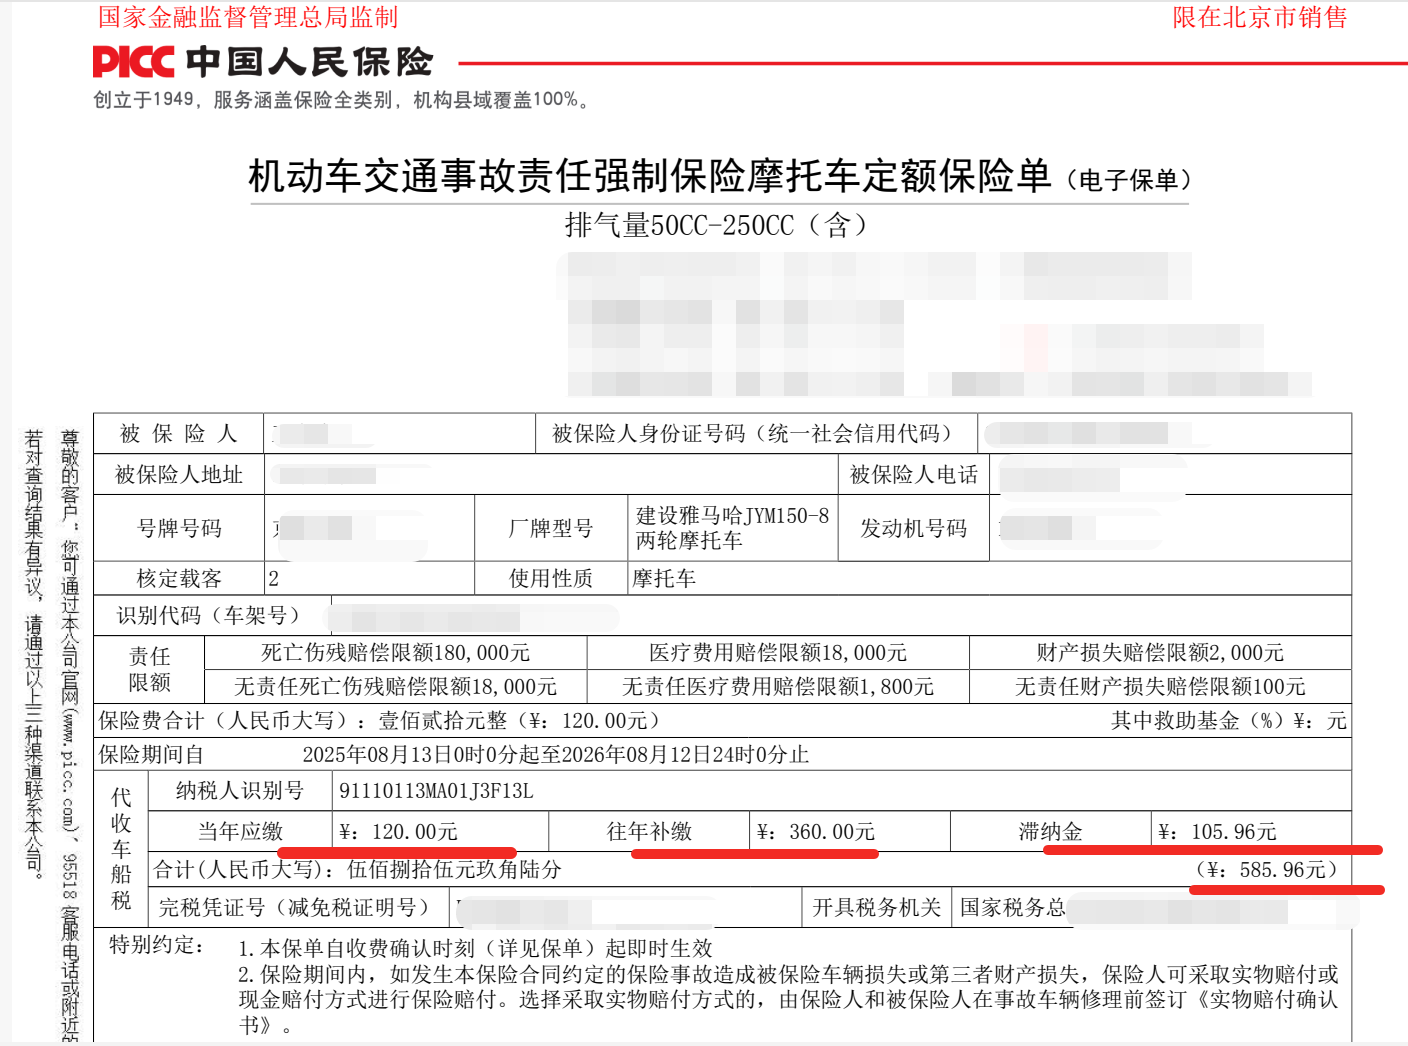 国家金融监督管理总局监制
限在北京市销售
PICC 中国人民保险
创立于1949，服务涵盖保险全类别，机构县域覆盖100%。
机动车交通事故责任强制保险摩托车定额保险单（电子保单）
排气量50CC-250CC（含）
被 保 险 人
被保险人身份证号码（统一社会信用代码）
被保险人地址
被保险人电话
号牌号码
厂牌型号
建设雅马哈JYM150-8
两轮摩托车
发动机号码
核定载客 2
使用性质 摩托车
识别代码（车架号）
责任
限额
死亡伤残赔偿限额180,000元
医疗费用赔偿限额18,000元
财产损失赔偿限额2,000元
无责任死亡伤残赔偿限额18,000元
无责任医疗费用赔偿限额1,800元
无责任财产损失赔偿限额100元
保险费合计（人民币大写）：壹佰贰拾元整（¥：120.00元）
其中救助基金（%）¥：元
保险期间自 2025年08月13日0时0分起至2026年08月12日24时0分止
代收车船税
纳税人识别号 91110113MA01J3F13L
当年应缴 ¥：120.00元
往年补缴 ¥：360.00元
滞纳金 ¥：105.96元
合计(人民币大写)：伍佰捌拾伍元玖角陆分
（¥：585.96元）
完税凭证号（减免税证明号）
开具税务机关 国家税务总
特别约定：
1.本保单自收费确认时刻（详见保单）起即时生效
2.保险期间内，如发生本保险合同约定的保险事故造成被保险车辆损失或第三者财产损失，保险人可采取实物赔付或
现金赔付方式进行保险赔付。选择采取实物赔付方式的，由保险人和被保险人在事故车辆修理前签订《实物赔付确认
书》。
尊敬的客户：您可通过本公司官网(www.picc.com)、95518客服电话或附近的
若对查询结果有异议，请通过以上三种渠道联系本公司。